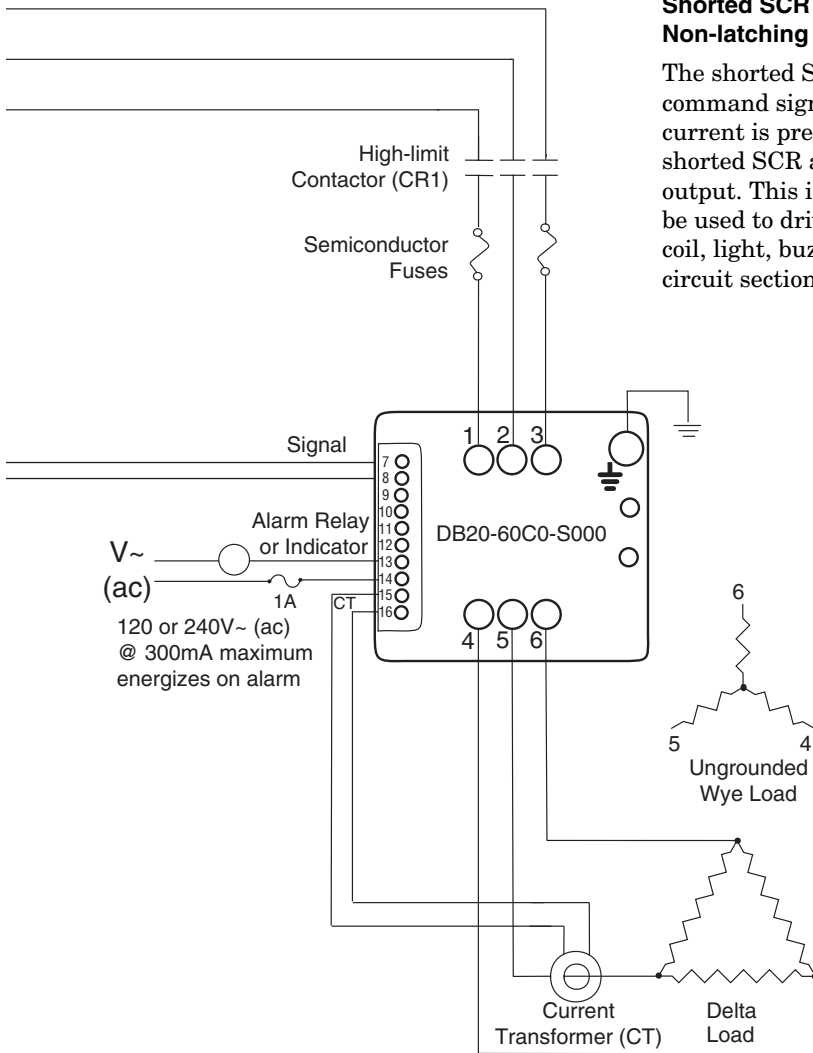 Shorted SCR
Non-latching
The shorted S
command sign
current is pre
shorted SCR a
output. This i
be used to dri
coil, light, buz
circuit section
High-limit
Contactor (CR1)
Semiconductor
Fuses
1 2 3
Signal
7
8
9
10
11
12
13
14
15
16
DB20-60C0-S000
Alarm Relay
or Indicator
V~
(ac)
1A
CT
120 or 240V~ (ac)
@ 300mA maximum
energizes on alarm
4 5 6
6
5 4
Ungrounded
Wye Load
Current
Transformer (CT)
Delta
Load